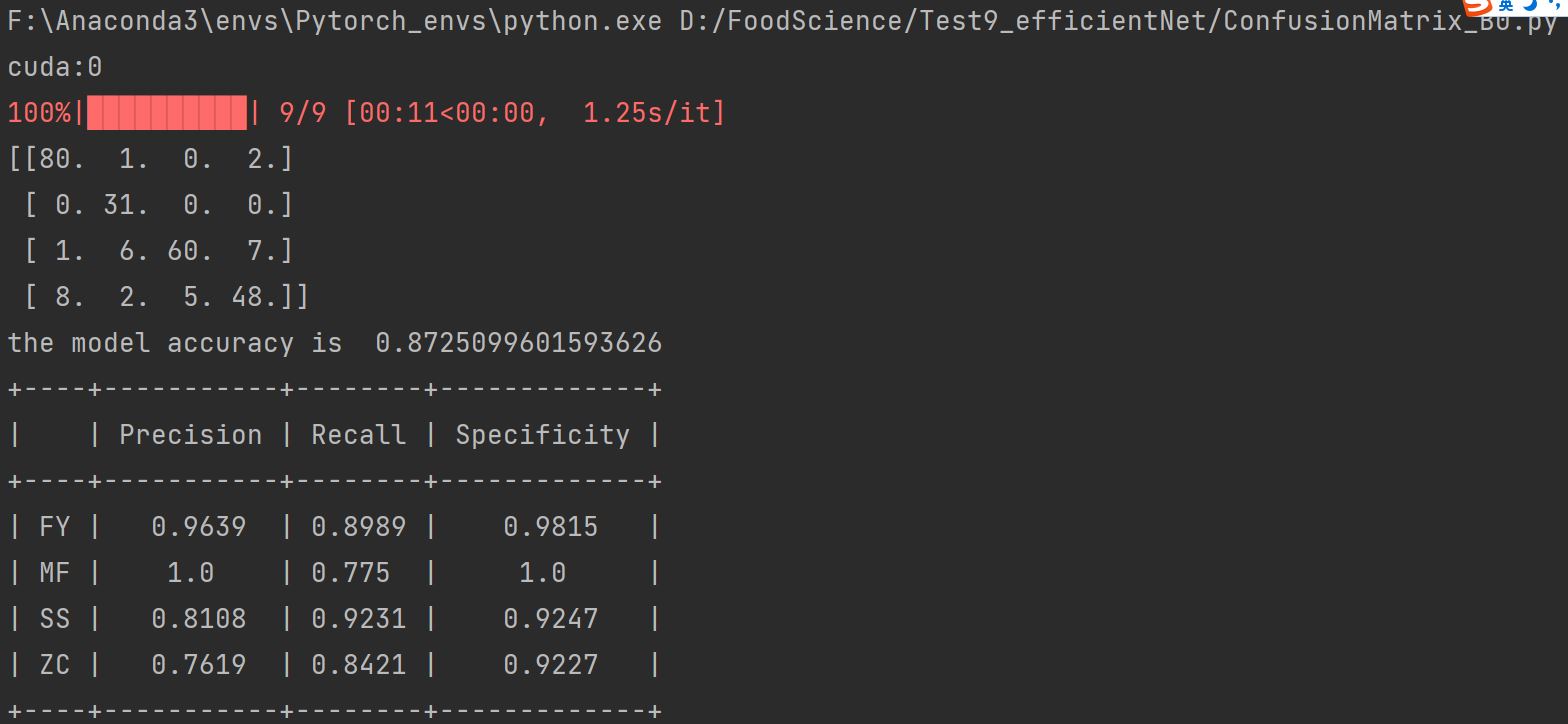 F:\Anaconda3\envs\Pytorch_envs\python.exe D:/FoodScience/Test9_efficientNet/ConfusionMatrix_B0.py
英
cuda:0
100%|██████████| 9/9 [00:11<00:00,  1.25s/it]
[[80.  1.  0.  2.]
 [ 0. 31.  0.  0.]
 [ 1.  6. 60.  7.]
 [ 8.  2.  5. 48.]]
the model accuracy is  0.8725099601593626
+----+-----------+--------+-------------+
|    | Precision | Recall | Specificity |
+----+-----------+--------+-------------+
| FY |   0.9639  | 0.8989 |    0.9815   |
| MF |    1.0    | 0.775  |     1.0     |
| SS |   0.8108  | 0.9231 |    0.9247   |
| ZC |   0.7619  | 0.8421 |    0.9227   |
+----+-----------+--------+-------------+